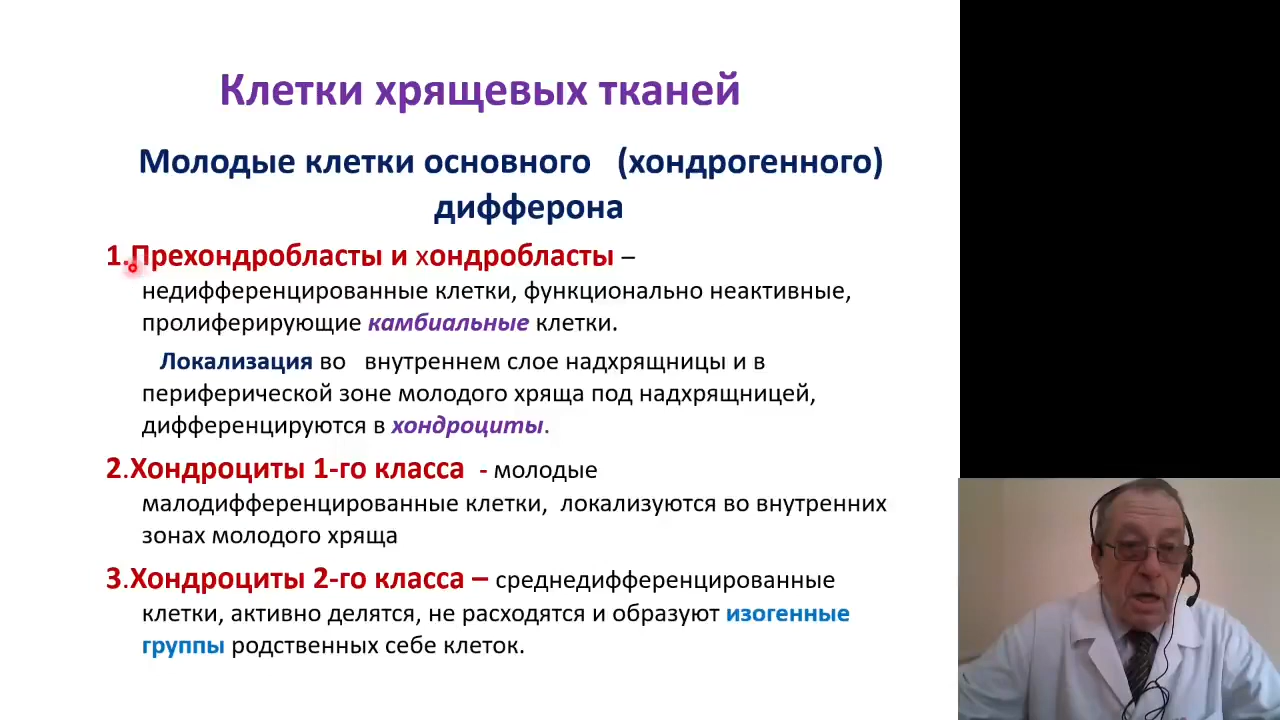 Клетки хрящевых тканей
Молодые клетки основного (хондрогенного)
дифферона
1.Прехондробласты и хондробласты –
недифференцированные клетки, функционально неактивные,
пролиферирующие камбиальные клетки.
Локализация во внутреннем слое надхрящницы и в
периферической зоне молодого хряща под надхрящницей,
дифференцируются в хондроциты.
2.Хондроциты 1-го класса - молодые
малодифференцированные клетки, локализуются во внутренних
зонах молодого хряща
3.Хондроциты 2-го класса – среднедифференцированные
клетки, активно делятся, не расходятся и образуют изогенные
группы родственных себе клеток.